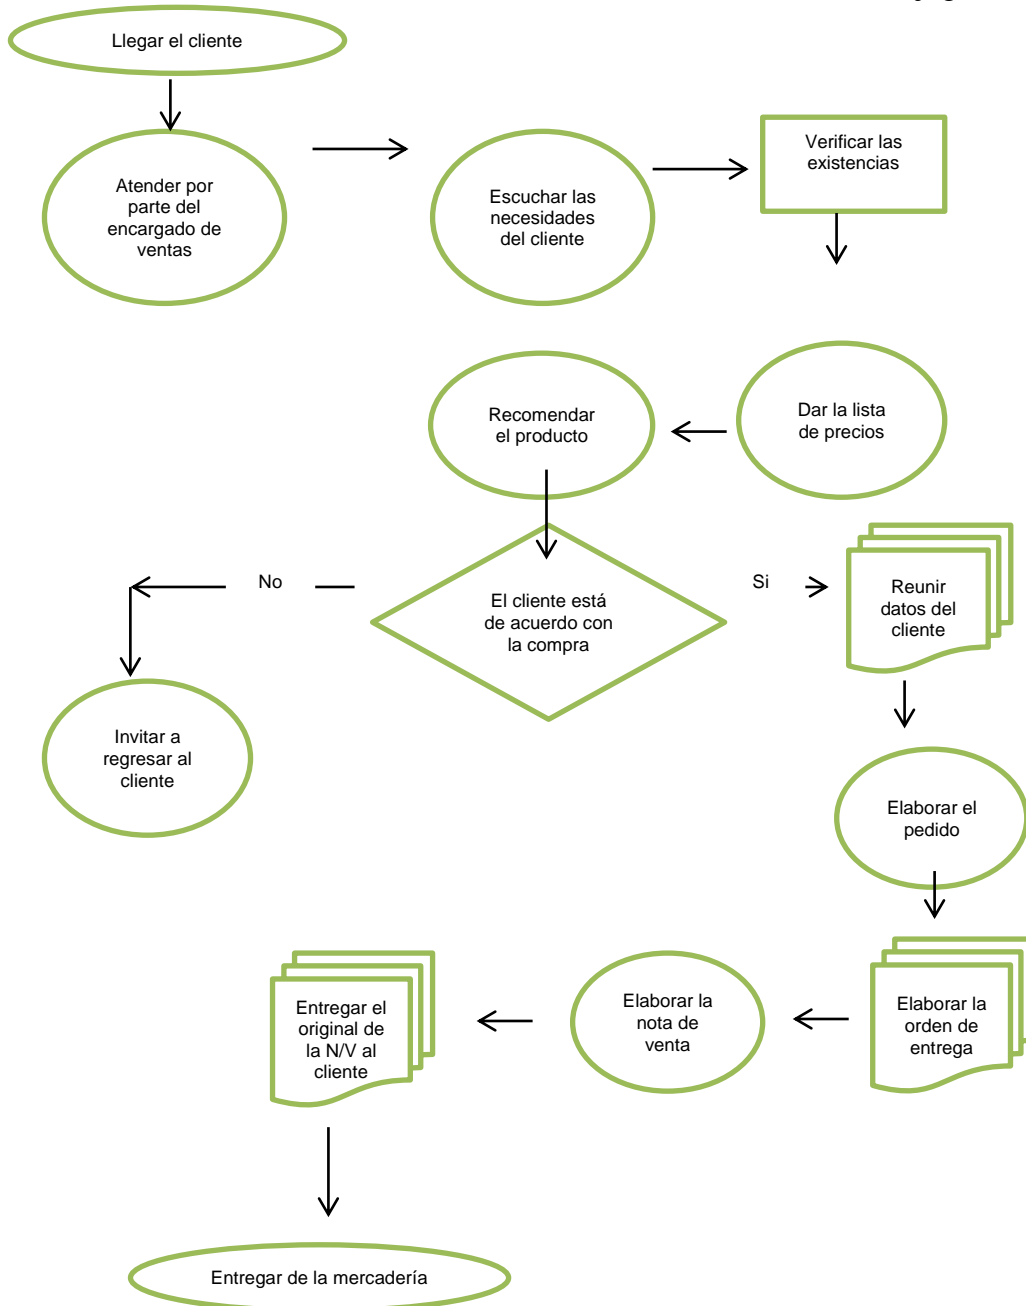 Llegar el cliente
Atender por
parte del
encargado de
ventas
Escuchar las
necesidades
del cliente
Verificar las
existencias
Dar la lista
de precios
Recomendar
el producto
El cliente está
de acuerdo con
la compra
No
Si
Invitar a
regresar al
cliente
Reunir
datos del
cliente
Elaborar el
pedido
Elaborar la
orden de
entrega
Elaborar la
nota de
venta
Entregar el
original de
la N/V al
cliente
Entregar de la mercadería